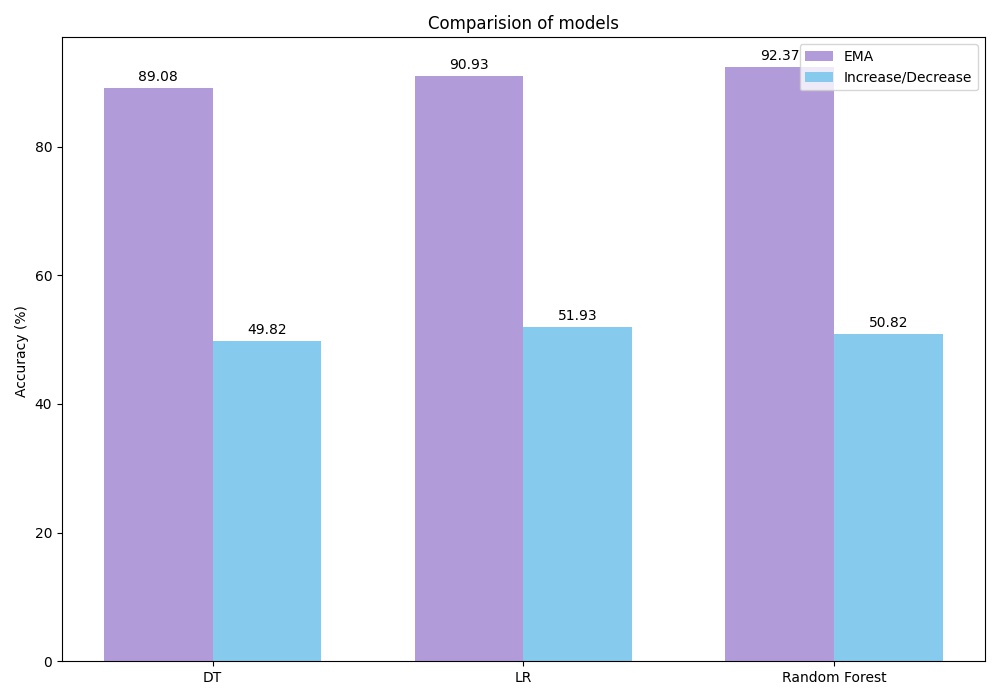 Comparision of models
EMA
Increase/Decrease
89.08
90.93
92.37
49.82
51.93
50.82
Accuracy (%)
80
60
40
20
0
DT
LR
Random Forest